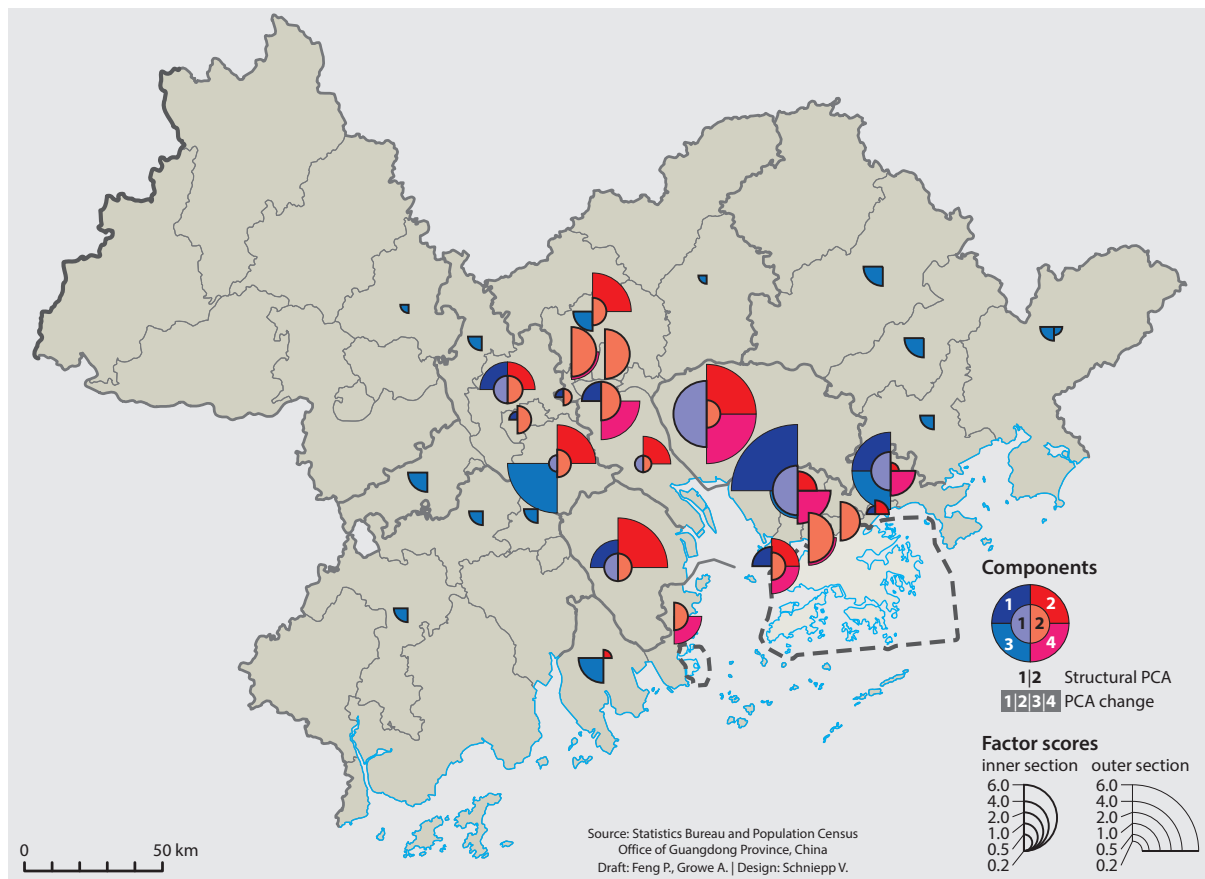 Components
1 2
1 2
3 4
1|2 Structural PCA
1|2|3|4 PCA change
Factor scores
inner section outer section
6.0 6.0
4.0 4.0
2.0 2.0
1.0 1.0
0.5 0.5
0.2 0.2
0 50 km
Source: Statistics Bureau and Population Census
Office of Guangdong Province, China
Draft: Feng P., Growe A. | Design: Schniepp V.